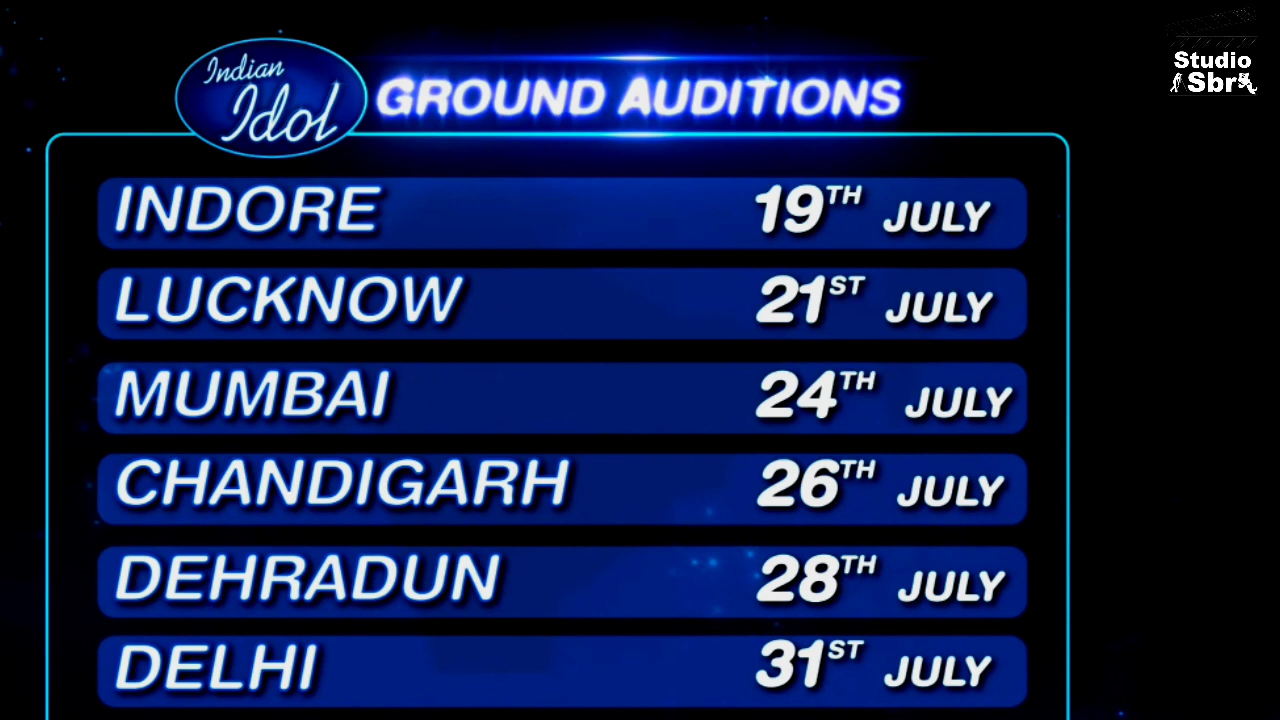 Indian
Idol
GROUND AUDITIONS
Studio
Sbr
INDORE 19TH JULY
LUCKNOW 21ST JULY
MUMBAI 24TH JULY
CHANDIGARH 26TH JULY
DEHRADUN 28TH JULY
DELHI 31ST JULY